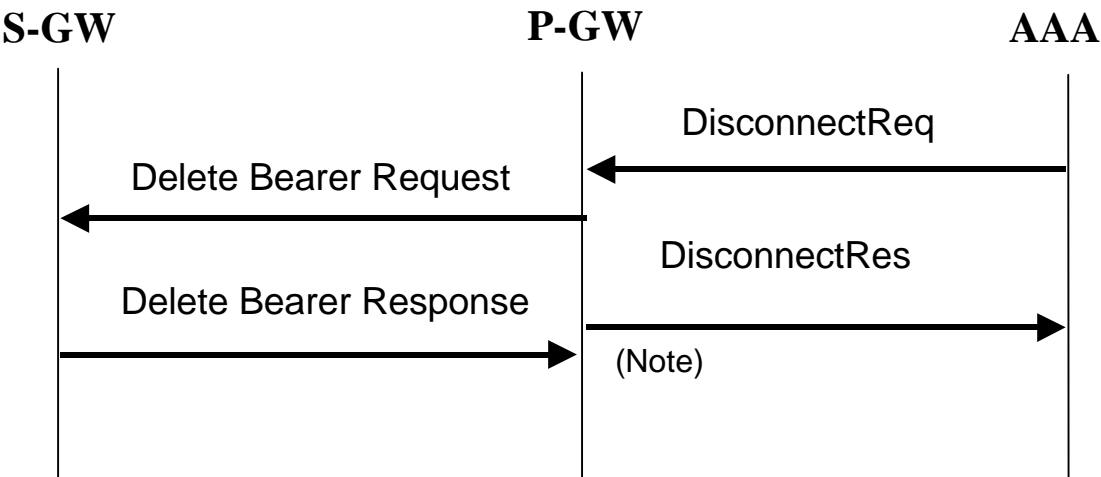 S-GW
P-GW
AAA
DisconnectReq
Delete Bearer Request
DisconnectRes
Delete Bearer Response
(Note)